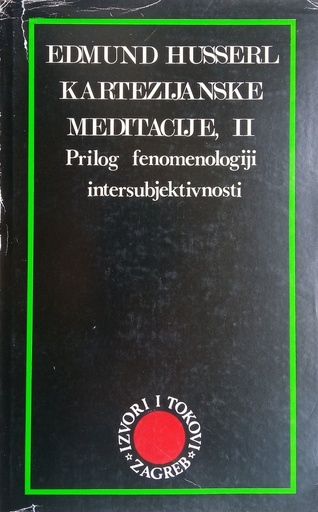 EDMUND HUSSERL
KARTEZIJANSKE
MEDITACIJE, II
Prilog fenomenologiji
intersubjektivnosti
IZVORI I TOKOVI
ZAGREB